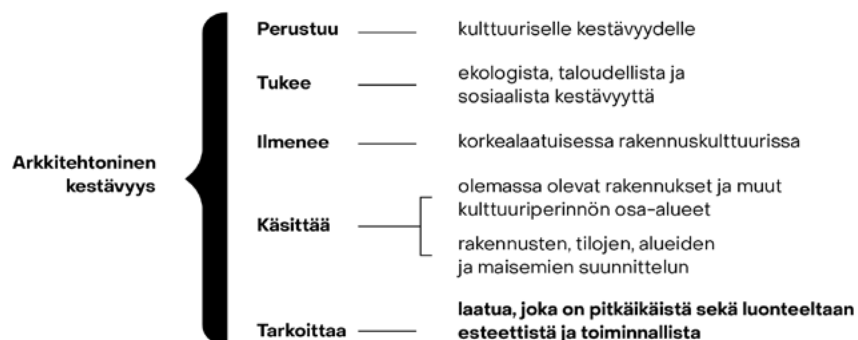 Arkkitehtoninen
kestävyys
Perustuu
kulttuuriselle kestävyydelle
Tukee
ekologista, taloudellista ja
sosiaalista kestävyyttä
Ilmenee
korkealaatuisessa rakennuskulttuurissa
Käsittää
olemassa olevat rakennukset ja muut
kulttuuriperinnön osa-alueet
rakennusten, tilojen, alueiden
ja maisemien suunnittelun
Tarkoittaa
laatua, joka on pitkäikäistä sekä luonteeltaan
esteettistä ja toiminnallista